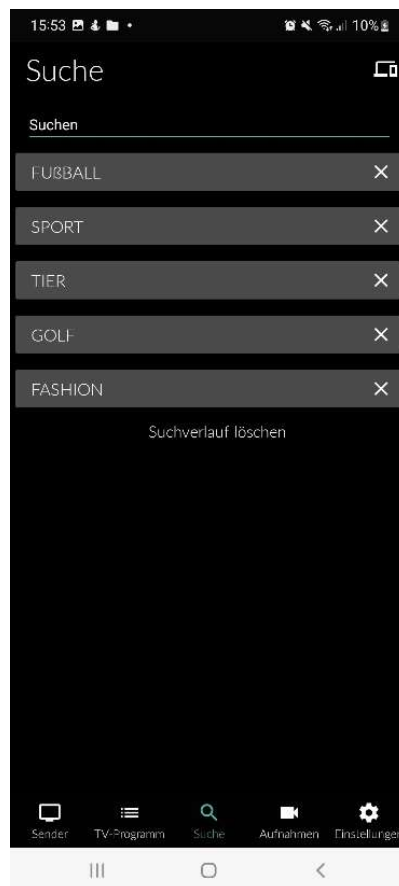 15:53 10%
Suche
Suchen
FUßBALL
SPORT
TIER
GOLF
FASHION
Suchverlauf löschen
Sender TV-Programm Suche Aufnahmen Einstellungen